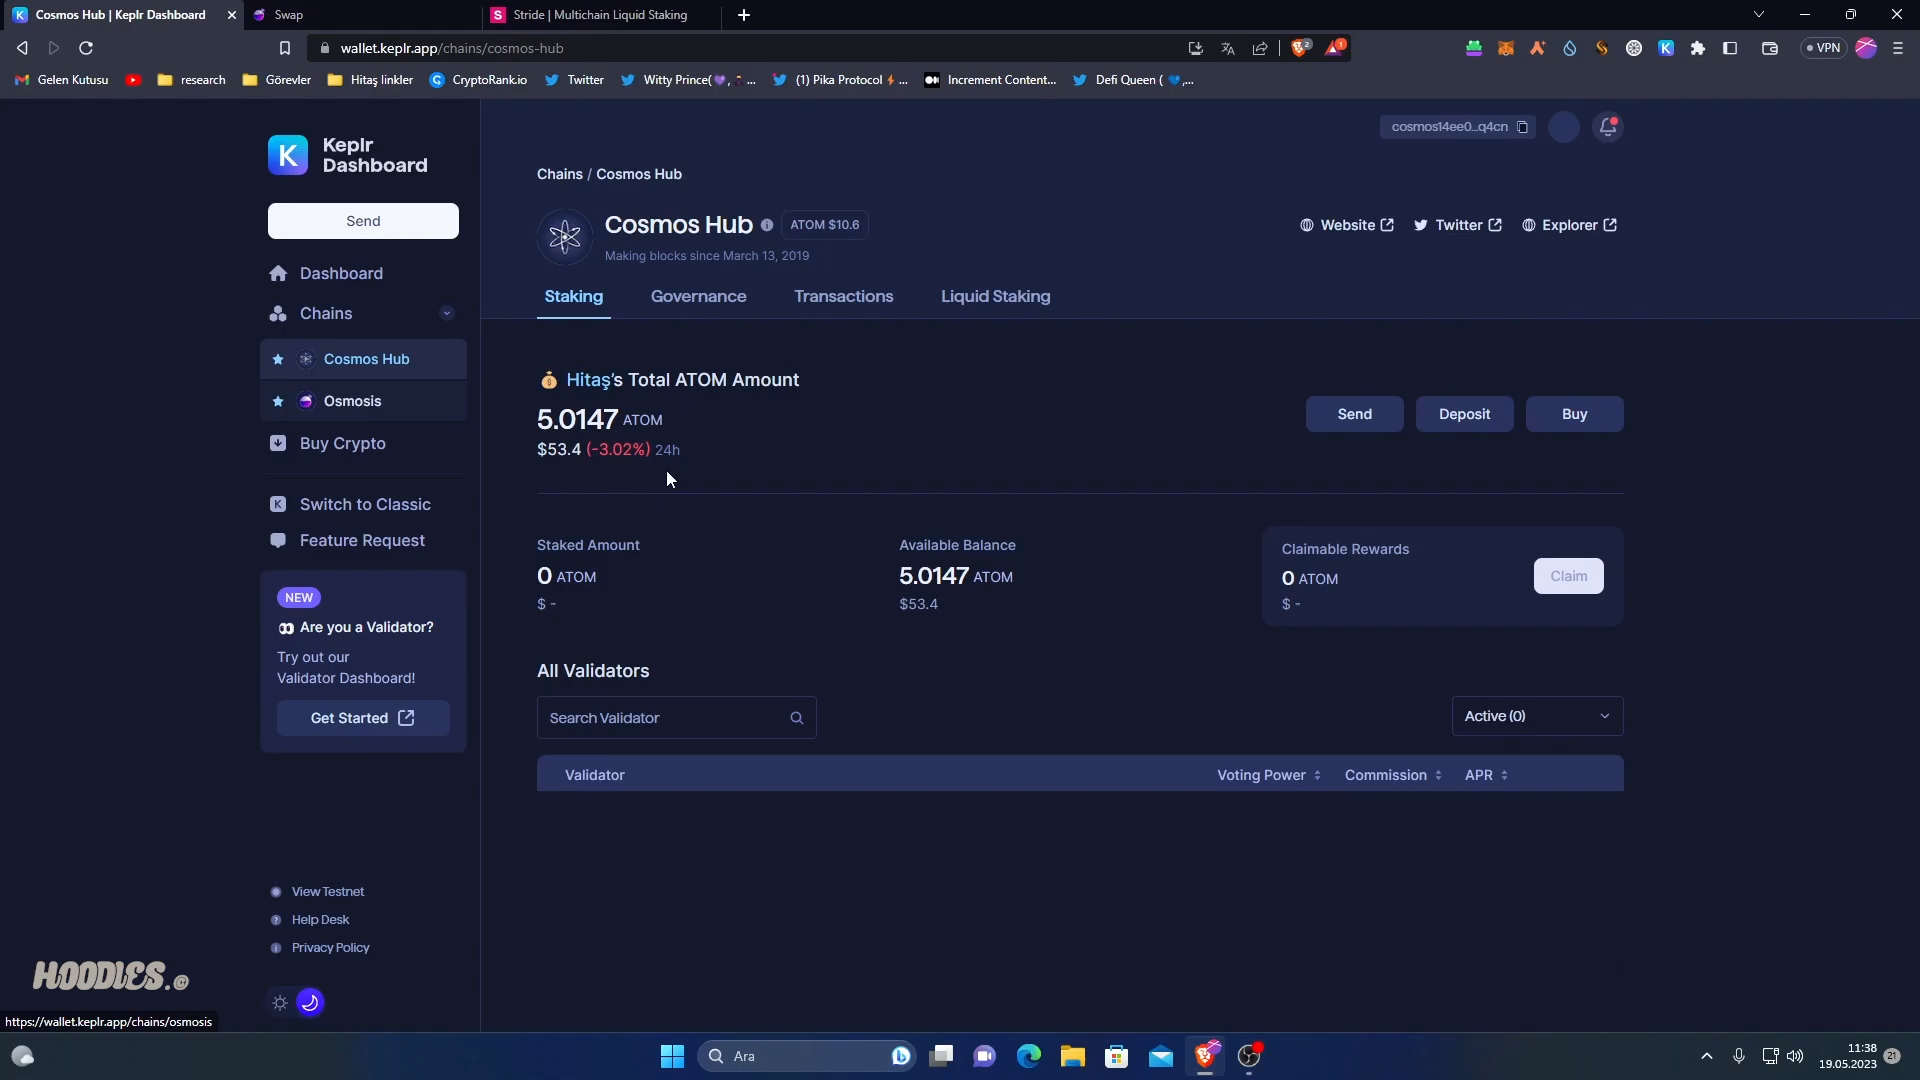 Cosmos Hub | Keplr Dashboard
Swap
Stride | Multichain Liquid Staking
wallet.keplr.app/chains/cosmos-hub
2
1
VPN
Gelen Kutusu
research
Görevler
Hitaş linkler
CryptoRank.io
Twitter
Witty Prince(💜,...
(1) Pika Protocol⚡...
Increment Content...
Defi Queen ( 💙,...
Keplr
Dashboard
Send
Dashboard
Chains
Cosmos Hub
Osmosis
Buy Crypto
Switch to Classic
Feature Request
NEW
👀 Are you a Validator?
Try out our
Validator Dashboard!
Get Started
View Testnet
Help Desk
Privacy Policy
HOODIES.@
https://wallet.keplr.app/chains/osmosis
cosmos14ee0...q4cn
Chains / Cosmos Hub
Cosmos Hub
ATOM $10.6
Making blocks since March 13, 2019
Website
Twitter
Explorer
Staking
Governance
Transactions
Liquid Staking
💰 Hitaş's Total ATOM Amount
5.0147 ATOM
$53.4 (-3.02%) 24h
Send
Deposit
Buy
Staked Amount
0 ATOM
$ -
Available Balance
5.0147 ATOM
$53.4
Claimable Rewards
0 ATOM
$ -
Claim
All Validators
Search Validator
Active (0)
Validator
Voting Power
Commission
APR
Ara
11:38
19.05.2023
21